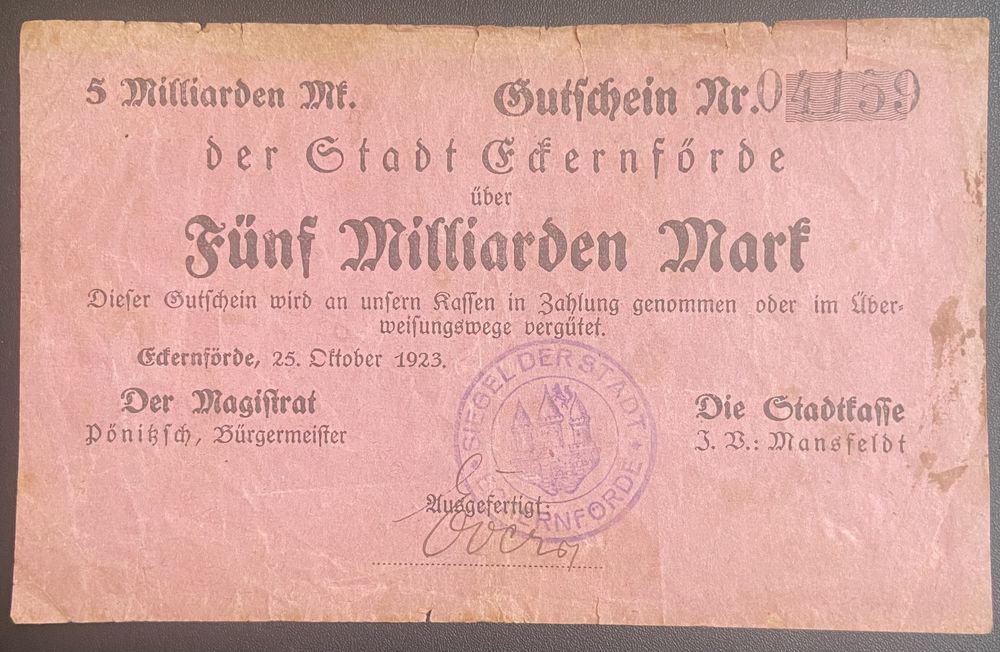 5 Milliarden Mk. Gutschein Nr. 04159
der Stadt Eckernförde
über
Fünf Milliarden Mark
Dieser Gutschein wird an unsern Kassen in Zahlung genommen oder im Über-
weisungswege vergütet.
Eckernförde, 25. Oktober 1923.
Der Magistrat
Pönitzsch, Bürgermeister
Die Stadtkasse
J. V.: Mansfeldt
SIEGEL DER STADT * ECKERNFÖRDE
Ausgefertigt: